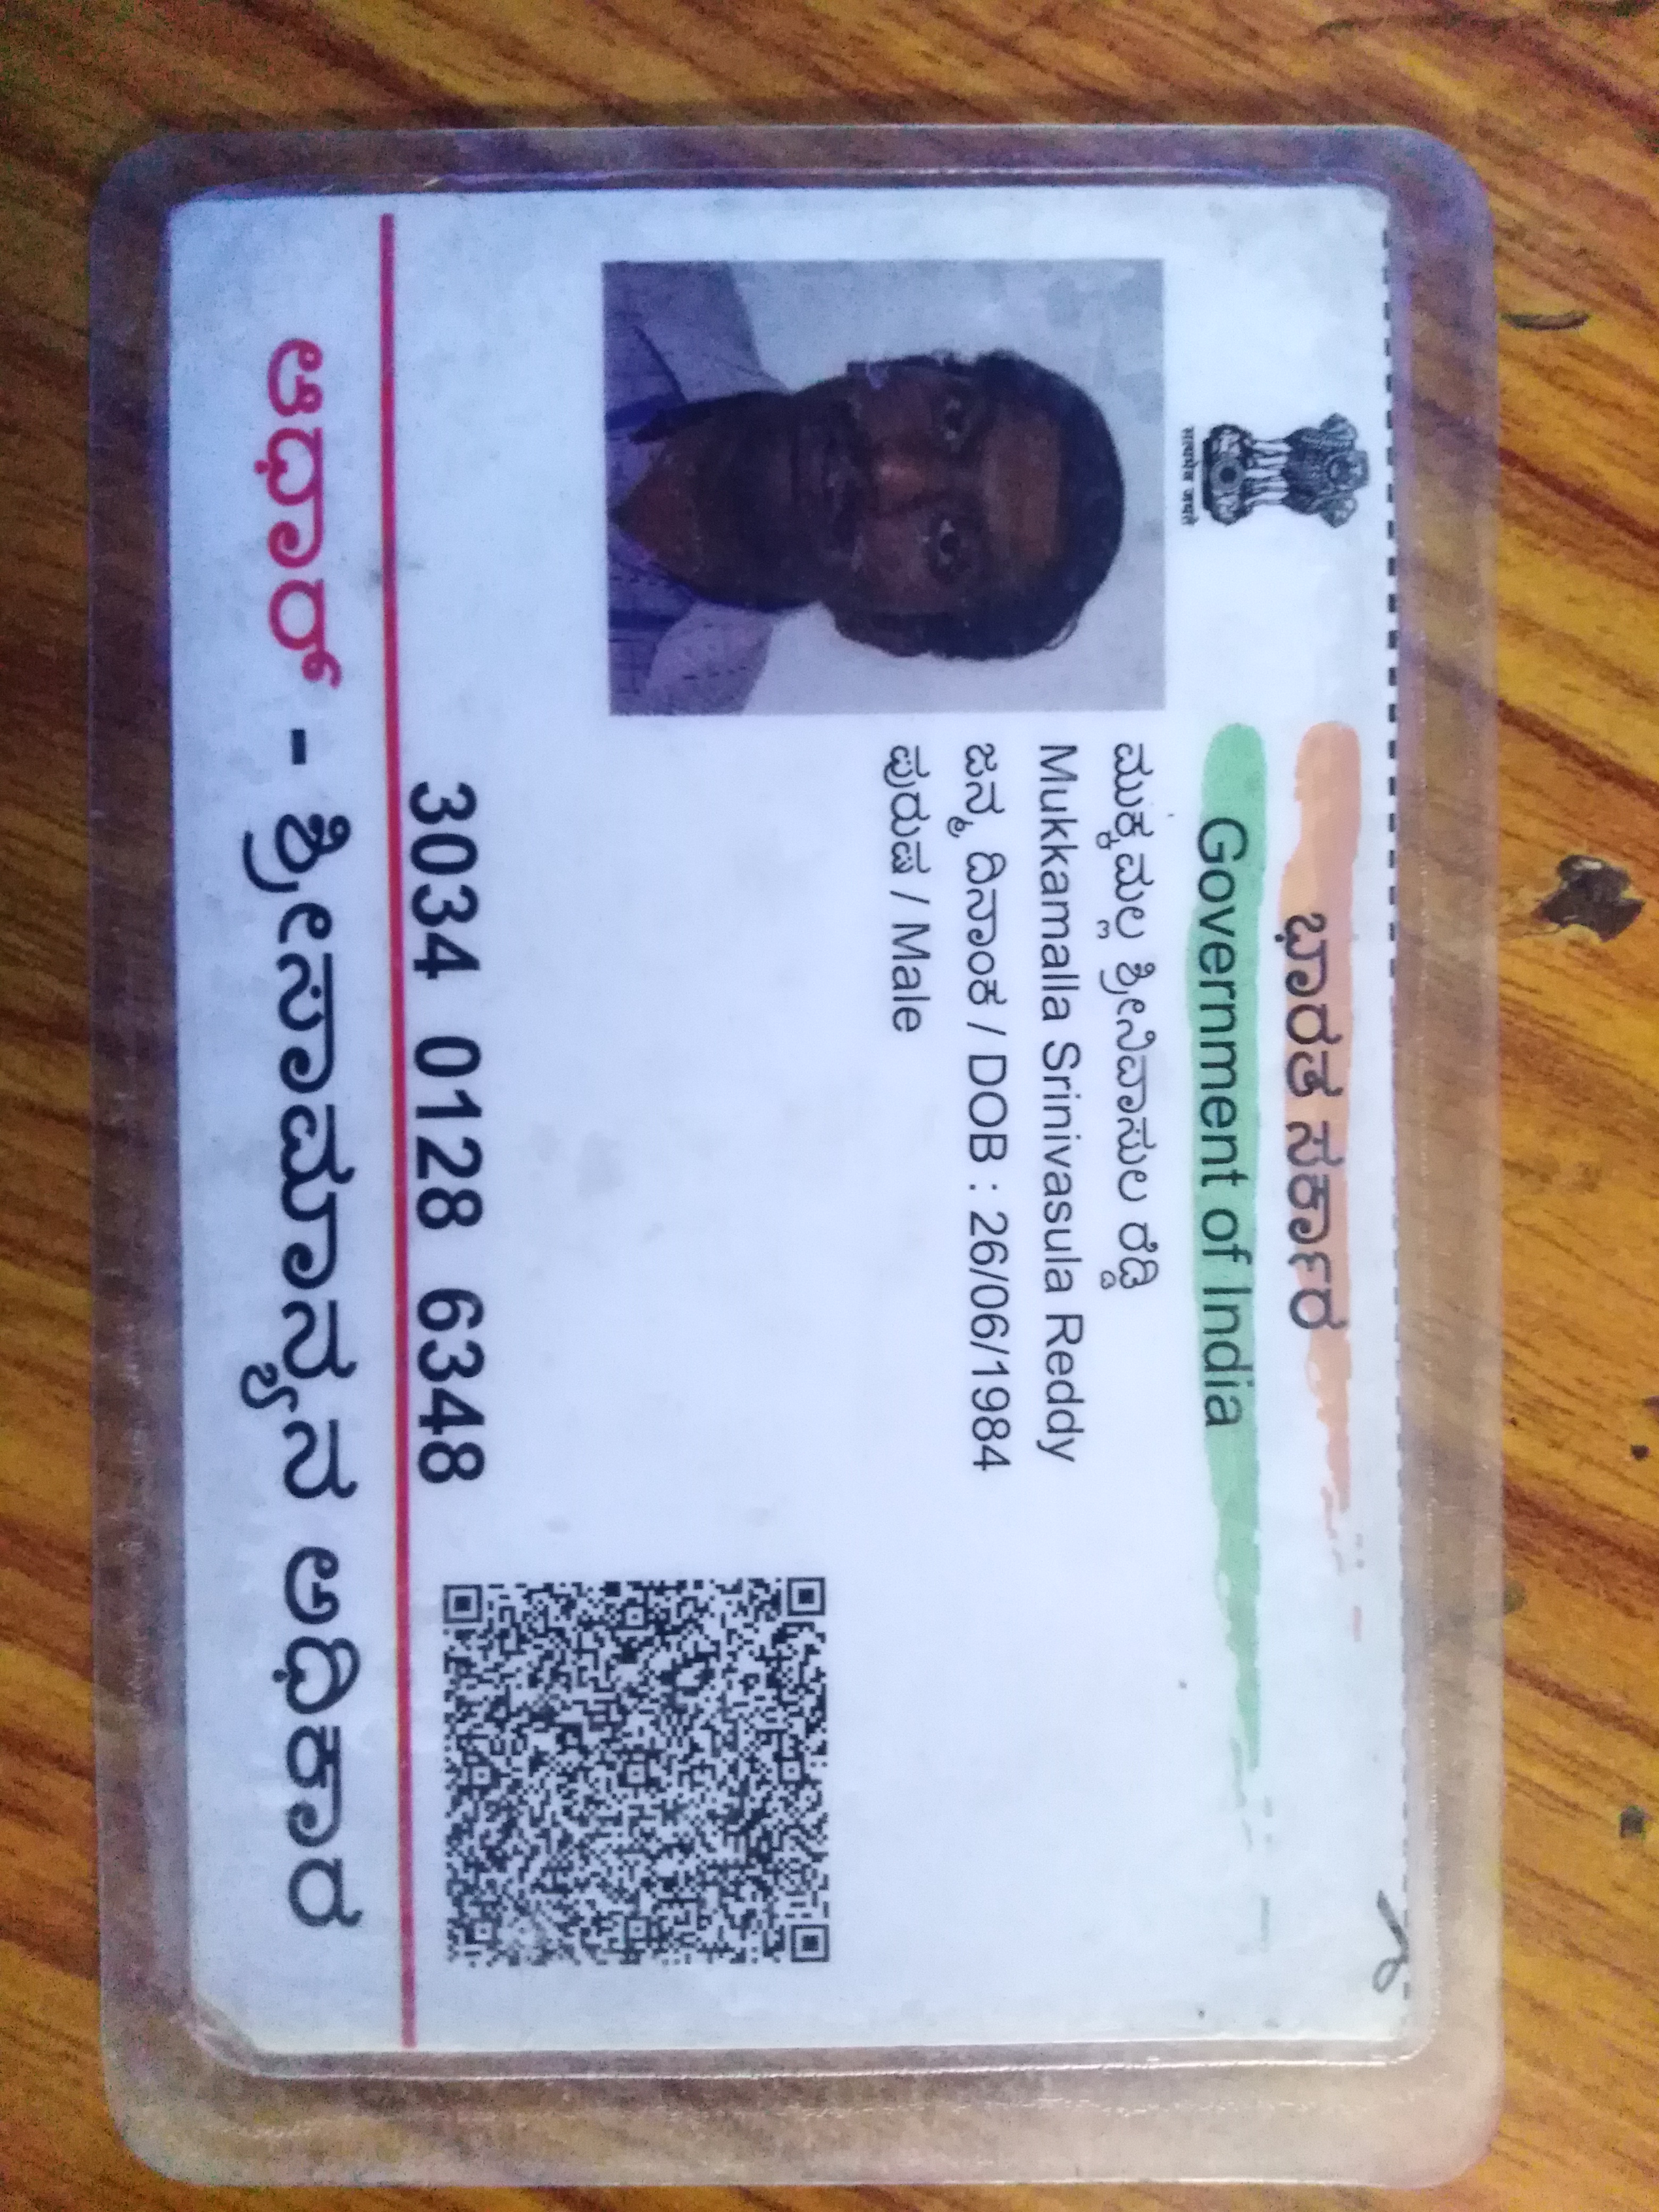 ಭಾರತ ಸರ್ಕಾರ
Government of India
सत्यमेव जयते
ಮುಕ್ಕಮಲ್ಲ ಶ್ರೀನಿವಾಸುಲ ರೆಡ್ಡಿ
Mukkamalla Srinivasula Reddy
ಜನ್ಮ ದಿನಾಂಕ / DOB : 26/06/1984
ಪುರುಷ / Male
3034 0128 6348
ಆಧಾರ್ - ಶ್ರೀಸಾಮಾನ್ಯನ ಅಧಿಕಾರ